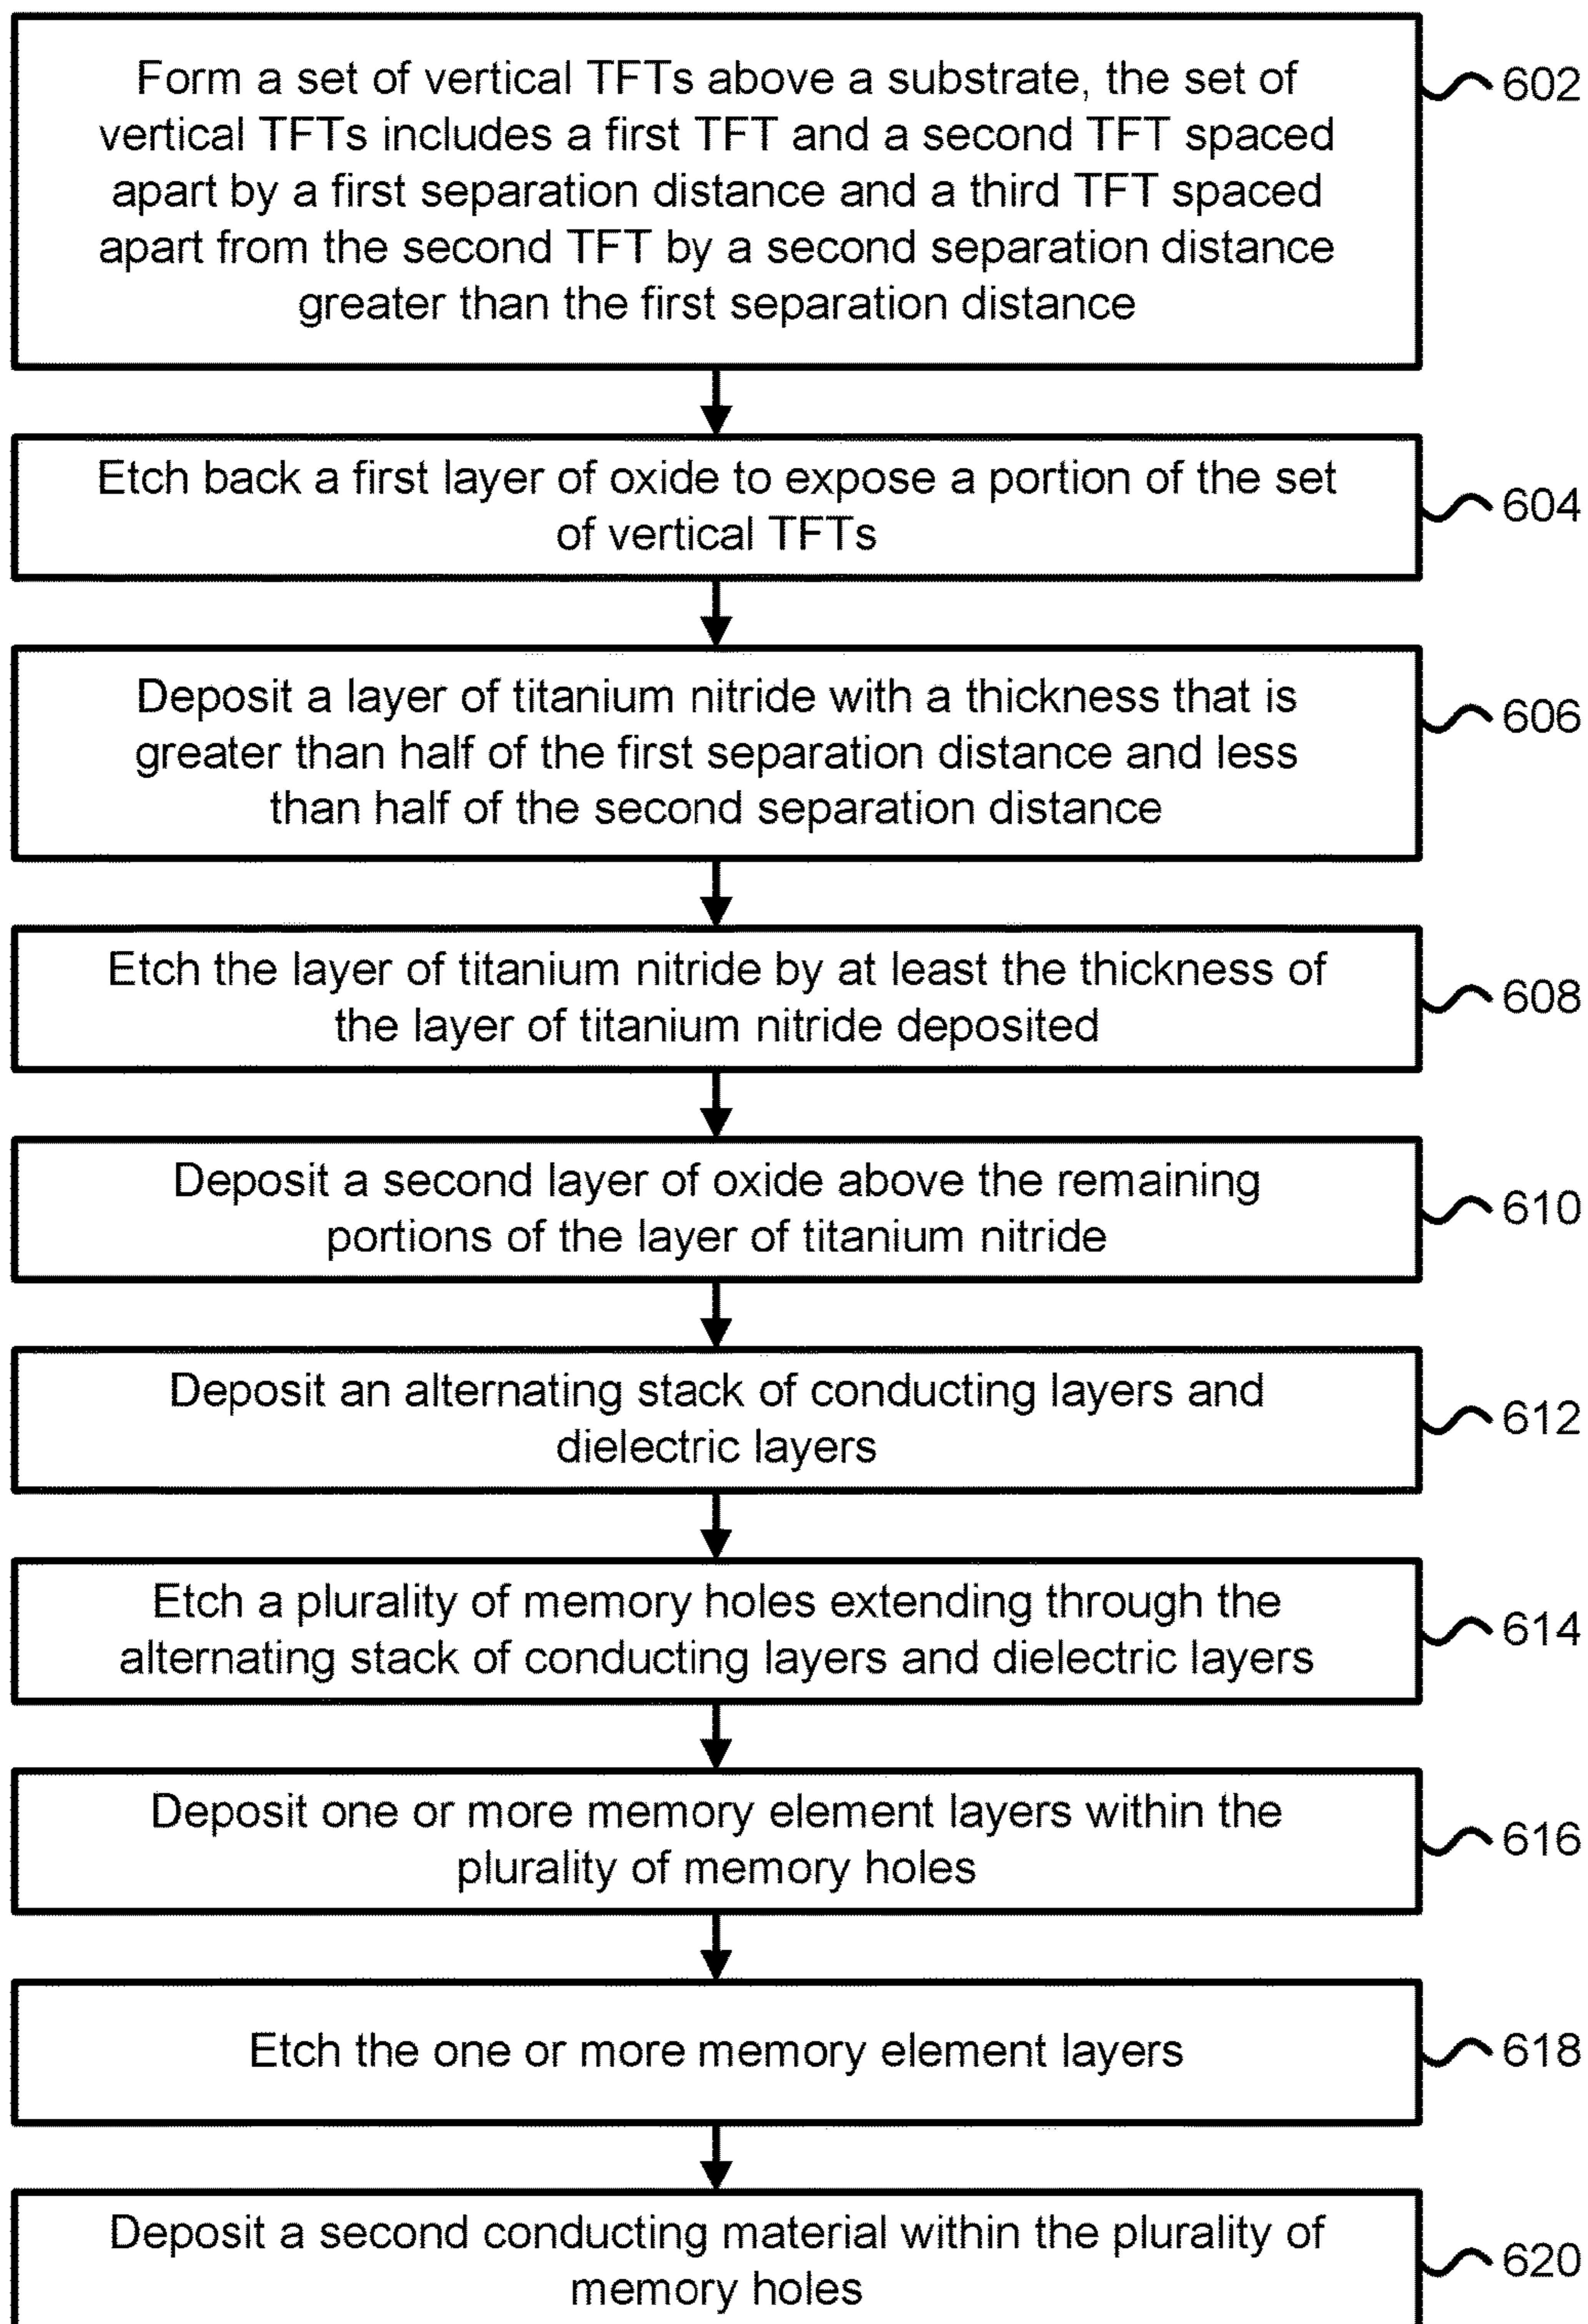 Form a set of vertical TFTs above a substrate, the set of
vertical TFTs includes a first TFT and a second TFT spaced
apart by a first separation distance and a third TFT spaced
apart from the second TFT by a second separation distance
greater than the first separation distance
602
Etch back a first layer of oxide to expose a portion of the set
of vertical TFTs
604
Deposit a layer of titanium nitride with a thickness that is
greater than half of the first separation distance and less
than half of the second separation distance
606
Etch the layer of titanium nitride by at least the thickness of
the layer of titanium nitride deposited
608
Deposit a second layer of oxide above the remaining
portions of the layer of titanium nitride
610
Deposit an alternating stack of conducting layers and
dielectric layers
612
Etch a plurality of memory holes extending through the
alternating stack of conducting layers and dielectric layers
614
Deposit one or more memory element layers within the
plurality of memory holes
616
Etch the one or more memory element layers
618
Deposit a second conducting material within the plurality of
memory holes
620